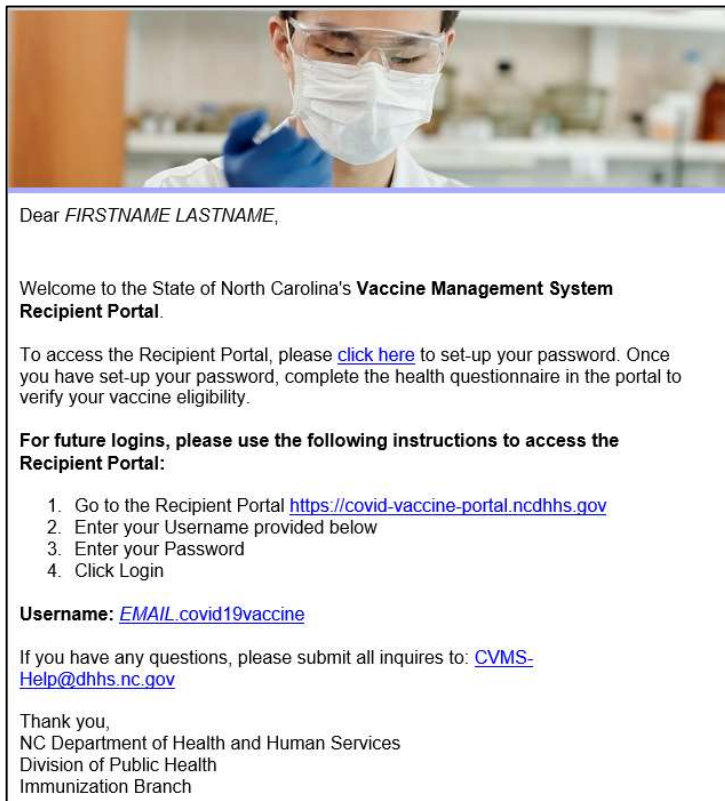 Dear FIRSTNAME LASTNAME,
Welcome to the State of North Carolina's Vaccine Management System
Recipient Portal.
To access the Recipient Portal, please click here to set-up your password. Once
you have set-up your password, complete the health questionnaire in the portal to
verify your vaccine eligibility.
For future logins, please use the following instructions to access the
Recipient Portal:
1. Go to the Recipient Portal https://covid-vaccine-portal.ncdhhs.gov
2. Enter your Username provided below
3. Enter your Password
4. Click Login
Username: EMAIL.covid19vaccine
If you have any questions, please submit all inquires to: CVMS-
Help@dhhs.nc.gov
Thank you,
NC Department of Health and Human Services
Division of Public Health
Immunization Branch